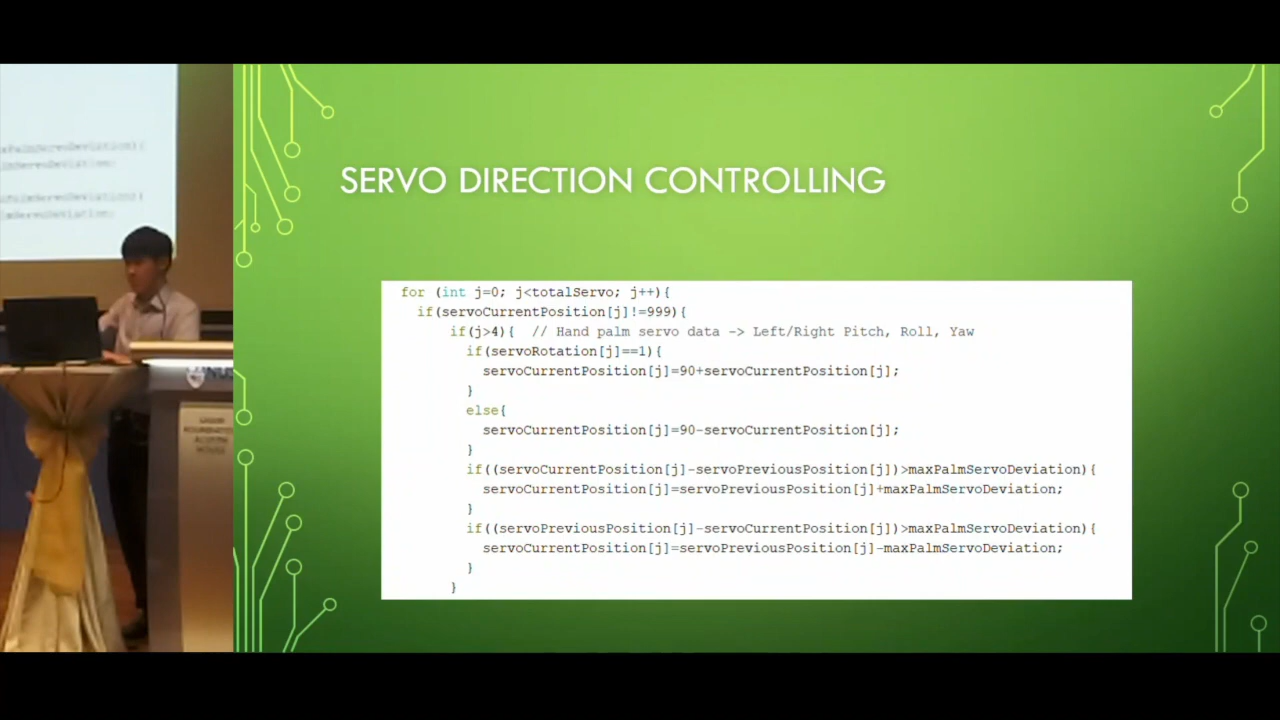 SERVO DIRECTION CONTROLLING
for (int j=0; j<totalServo; j++){
if(servoCurrentPosition[j]!=999){
if(j>4){ // Hand palm servo data -> Left/Right Pitch, Roll, Yaw
if(servoRotation[j]==1){
servoCurrentPosition[j]=90+servoCurrentPosition[j];
}
else{
servoCurrentPosition[j]=90-servoCurrentPosition[j];
}
if((servoCurrentPosition[j]-servoPreviousPosition[j])>maxPalmServoDeviation){
servoCurrentPosition[j]=servoPreviousPosition[j]+maxPalmServoDeviation;
}
if((servoPreviousPosition[j]-servoCurrentPosition[j])>maxPalmServoDeviation){
servoCurrentPosition[j]=servoPreviousPosition[j]-maxPalmServoDeviation;
}
}
NUS